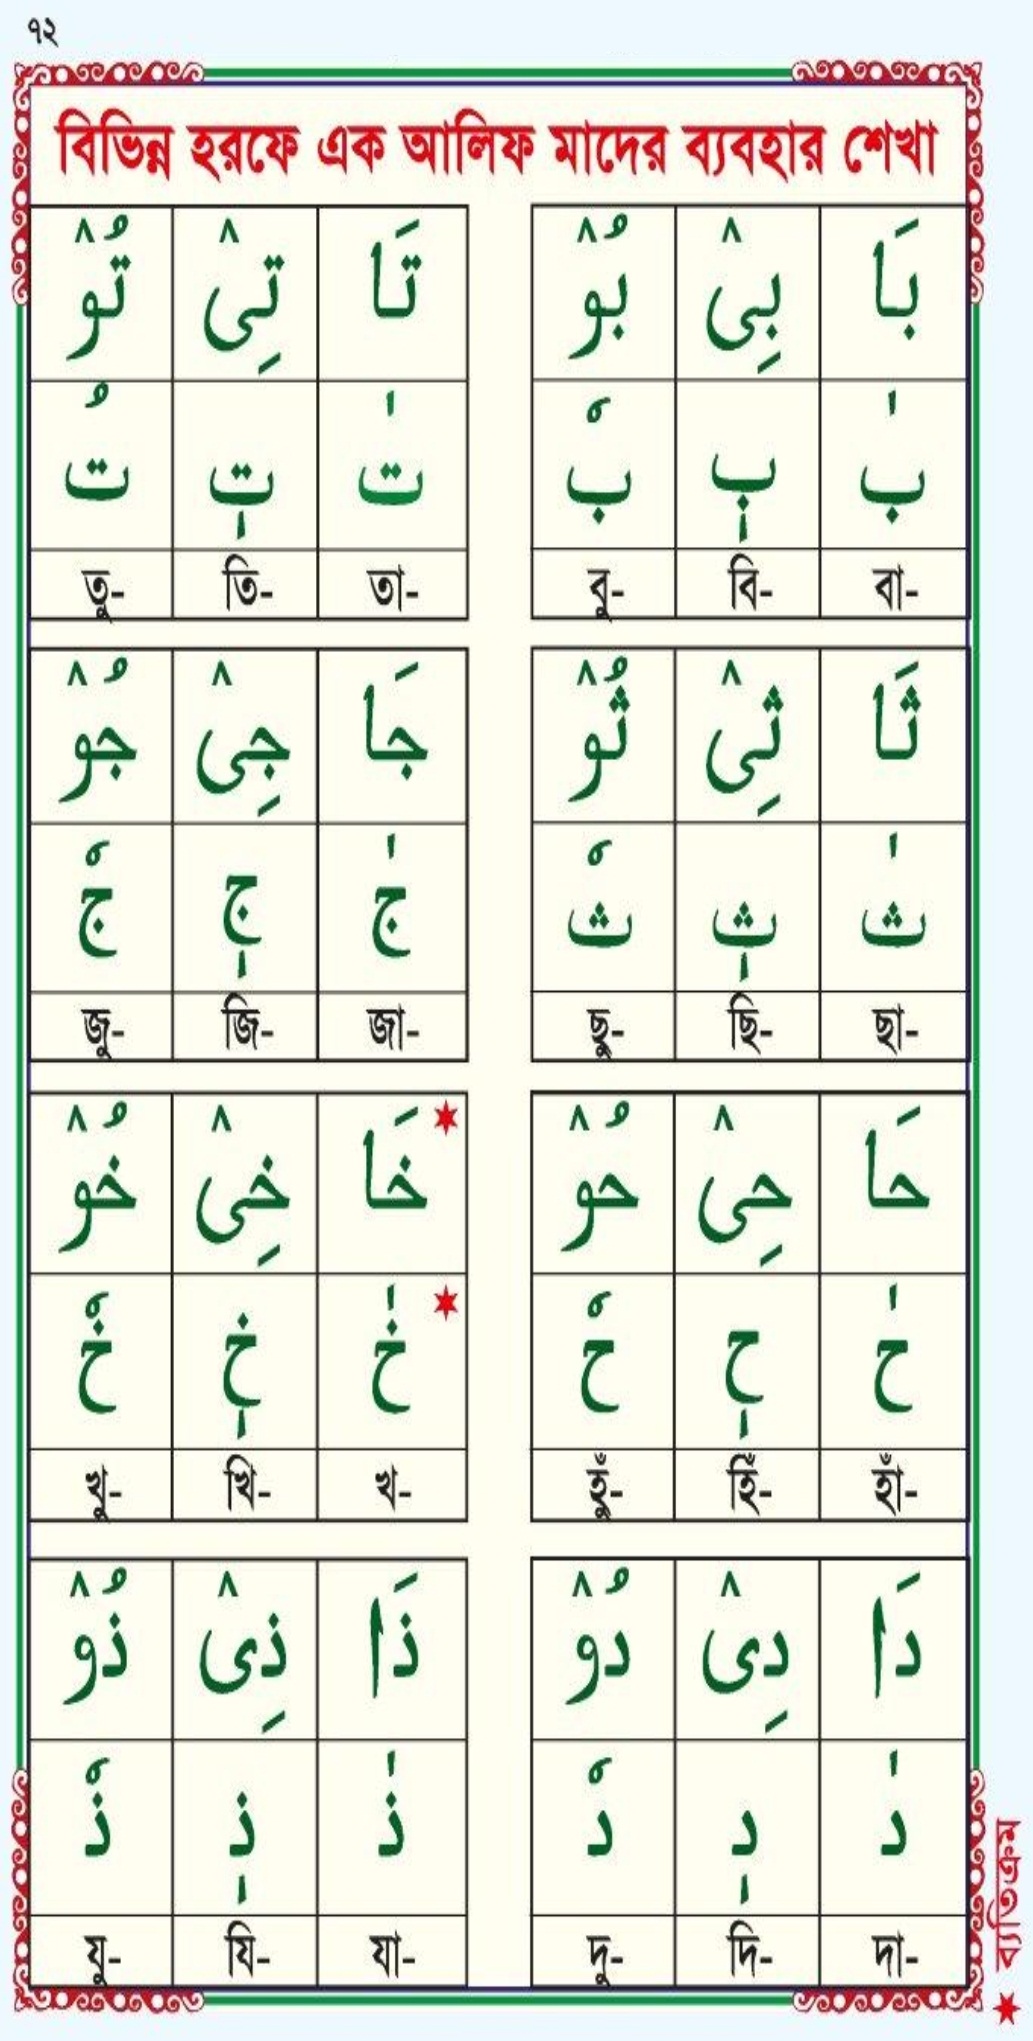 ৭২
বিভিন্ন হরফে এক আলিফ মাদের ব্যবহার শেখা
بَا بِىْ بُوْ
بٰ بٖ بٗ
বা- বি- বু-
تَا تِىْ تُوْ
تٰ تٖ تُ
তা- তি- তু-
ثَا ثِىْ ثُوْ
ثٰ ثٖ ثٗ
ছা- ছি- ছু-
جَا جِىْ جُوْ
جٰ جٖ جٗ
জা- জি- জু-
حَا حِىْ حُوْ
حٰ حٖ حٗ
হাঁ- হিঁ- হুঁ-
خَا خِىْ خُوْ
خٰ خٖ خٗ
খ- খি- খু-
دَا دِىْ دُوْ
دٰ دٖ دٗ
দা- দি- দু-
ذَا ذِىْ ذُوْ
ذٰ ذٖ ذٗ
যা- যি- যু-
ব্যতিক্রম